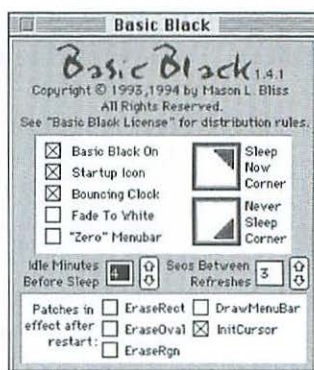 Basic Black
Basic Black 1.4.1
Copyright © 1993,1994 by Mason L. Bliss
All Rights Reserved.
See "Basic Black License" for distribution rules.
Basic Black On
Startup Icon
Bouncing Clock
Fade To White
"Zero" Menubar
Sleep
Now
Corner
Never
Sleep
Corner
Idle Minutes
Before Sleep 4
Secs Between
Refreshes 3
Patches in
effect after
restart:
EraseRect
EraseOval
EraseRgn
DrawMenuBar
InitCursor